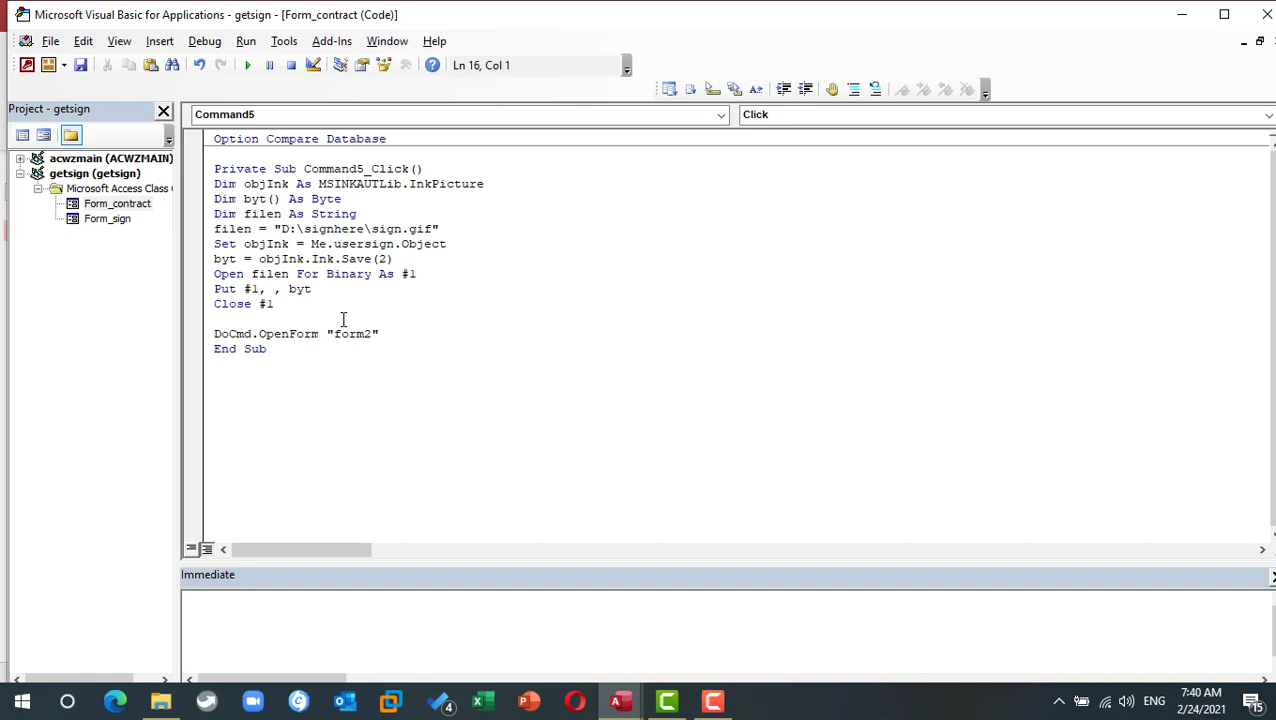 Microsoft Visual Basic for Applications - getsign - [Form_contract (Code)]
File Edit View Insert Format Debug Run Tools Add-Ins Window Help
Ln 16, Col 1
Project - getsign
Command5 Click
acwzmain (ACWZMAIN)
getsign (getsign)
Microsoft Access Class
Form_contract
Form_sign
Option Compare Database
Private Sub Command5_Click()
Dim objInk As MSINKAUTLib.InkPicture
Dim byt() As Byte
Dim filen As String
filen = "D:\signhere\sign.gif"
Set objInk = Me.usersign.Object
byt = objInk.Ink.Save(2)
Open filen For Binary As #1
Put #1, , byt
Close #1
DoCmd.OpenForm "form2"
End Sub
Immediate
4
ENG
7:40 AM
2/24/2021
15